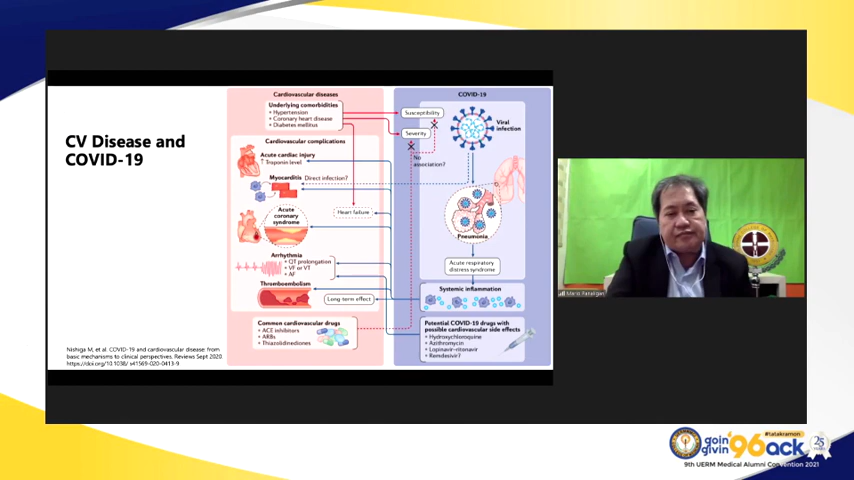 CV Disease and
COVID-19
Cardiovascular diseases
Underlying comorbidities
• Hypertension
• Coronary heart disease
• Diabetes mellitus
Cardiovascular complications
Acute cardiac injury
↑ Troponin level
Myocarditis Direct infection?
Acute
coronary
syndrome
Heart failure
Arrhythmia
• QT prolongation
• VF or VT
• AF
Thromboembolism
Long-term effect
Common cardiovascular drugs
• ACE inhibitors
• ARBs
• Thiazolidinediones
COVID-19
Susceptibility
Severity
No
association?
Viral
infection
Pneumonia
Acute respiratory
distress syndrome
Systemic inflammation
Potential COVID-19 drugs with
possible cardiovascular side effects
• Hydroxychloroquine
• Azithromycin
• Lopinavir–ritonavir
• Remdesivir?
Nishiga M, et al. COVID-19 and cardiovascular disease: from
basic mechanisms to clinical perspectives. Reviews Sept 2020
https://doi.org/10.1038/ s41569-020-0413-9
goin' '96 ack
givin
#tatakramon
25
9th UERM Medical Alumni Convention 2021